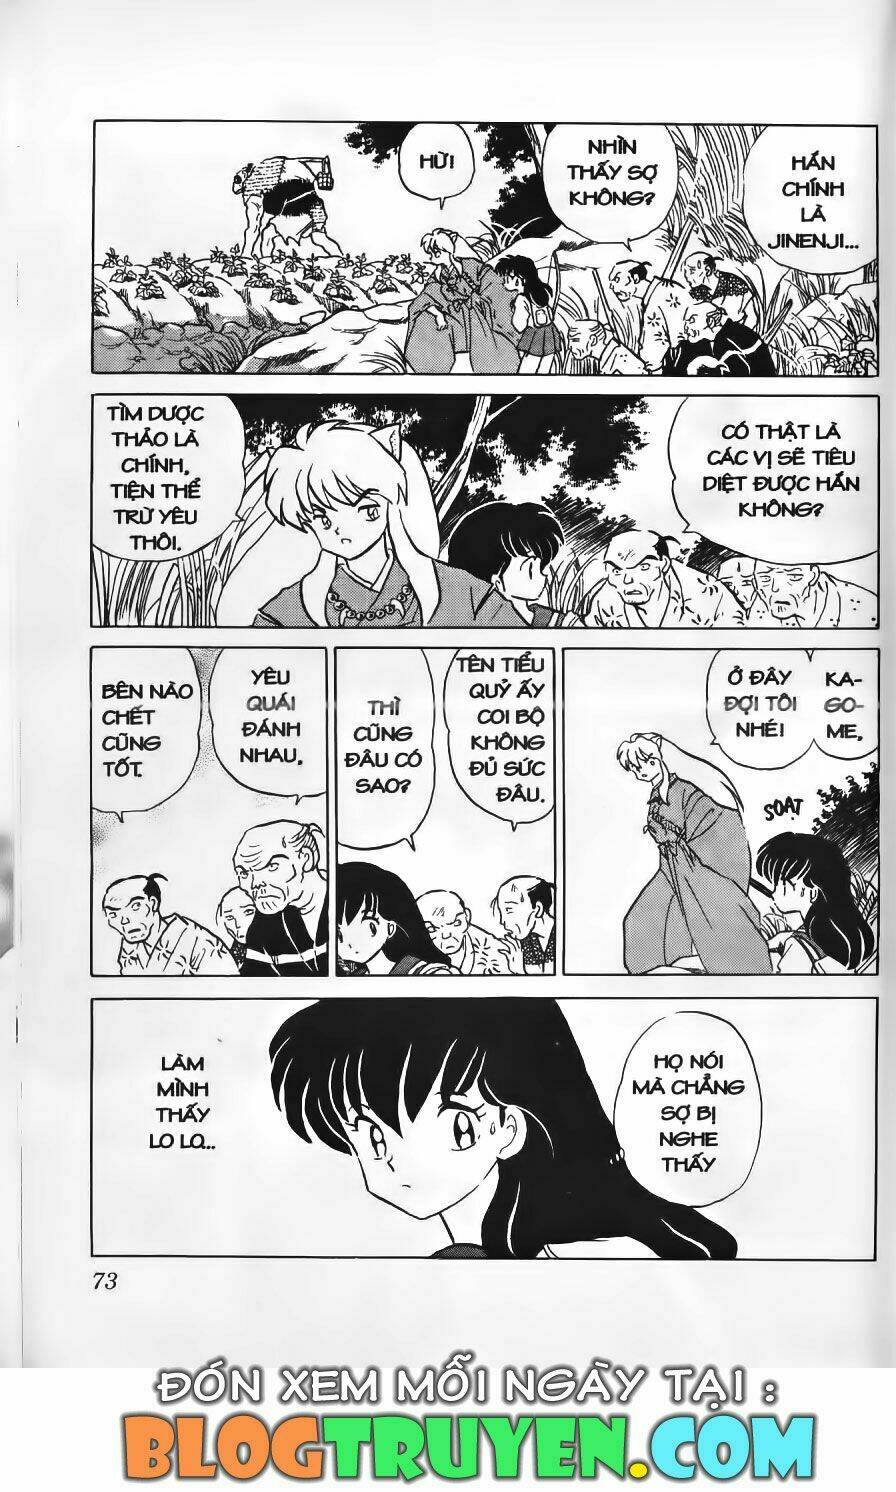 HẮN
CHÍNH
LÀ
JINENJI...
NHÌN
THẤY SỢ
KHÔNG?
HỪ!
CÓ THẬT LÀ
CÁC VỊ SẼ TIÊU
DIỆT ĐƯỢC HẮN
KHÔNG?
TÌM DƯỢC
THẢO LÀ
CHÍNH,
TIỆN THỂ
TRỪ YÊU
THÔI.
KA-
GO-
ME,
Ở ĐÂY
ĐỢI TÔI
NHÉ!
SOẠT
TÊN TIỂU
QUỶ ẤY
COI BỘ
KHÔNG
ĐỦ SỨC
ĐÂU.
THÌ
CŨNG
ĐÂU CÓ
SAO?
YÊU
QUÁI
ĐÁNH
NHAU,
BÊN NÀO
CHẾT
CŨNG
TỐT.
HỌ NÓI
MÀ CHẲNG
SỢ BỊ
NGHE
THẤY
LÀM
MÌNH
THẤY
LO LO...
73
ĐÓN XEM MỖI NGÀY TẠI :
BLOGTRUYEN.COM